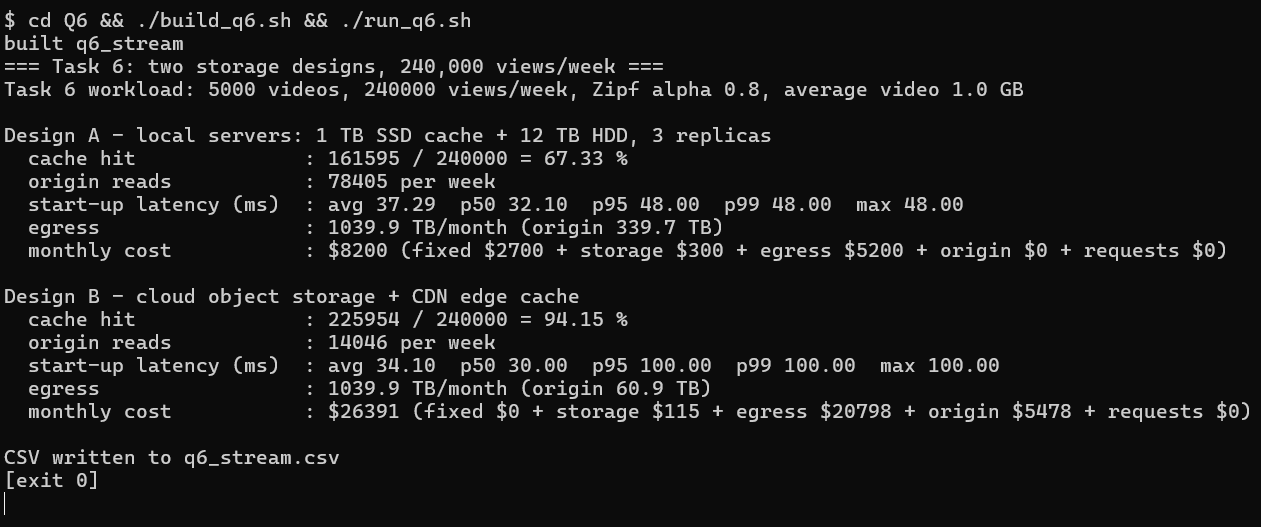 $ cd Q6 && ./build_q6.sh && ./run_q6.sh
built q6_stream
=== Task 6: two storage designs, 240,000 views/week ===
Task 6 workload: 5000 videos, 240000 views/week, Zipf alpha 0.8, average video 1.0 GB

Design A - local servers: 1 TB SSD cache + 12 TB HDD, 3 replicas
  cache hit              : 161595 / 240000 = 67.33 %
  origin reads           : 78405 per week
  start-up latency (ms)  : avg 37.29  p50 32.10  p95 48.00  p99 48.00  max 48.00
  egress                 : 1039.9 TB/month (origin 339.7 TB)
  monthly cost           : $8200 (fixed $2700 + storage $300 + egress $5200 + origin $0 + requests $0)

Design B - cloud object storage + CDN edge cache
  cache hit              : 225954 / 240000 = 94.15 %
  origin reads           : 14046 per week
  start-up latency (ms)  : avg 34.10  p50 30.00  p95 100.00  p99 100.00  max 100.00
  egress                 : 1039.9 TB/month (origin 60.9 TB)
  monthly cost           : $26391 (fixed $0 + storage $115 + egress $20798 + origin $5478 + requests $0)

CSV written to q6_stream.csv
[exit 0]